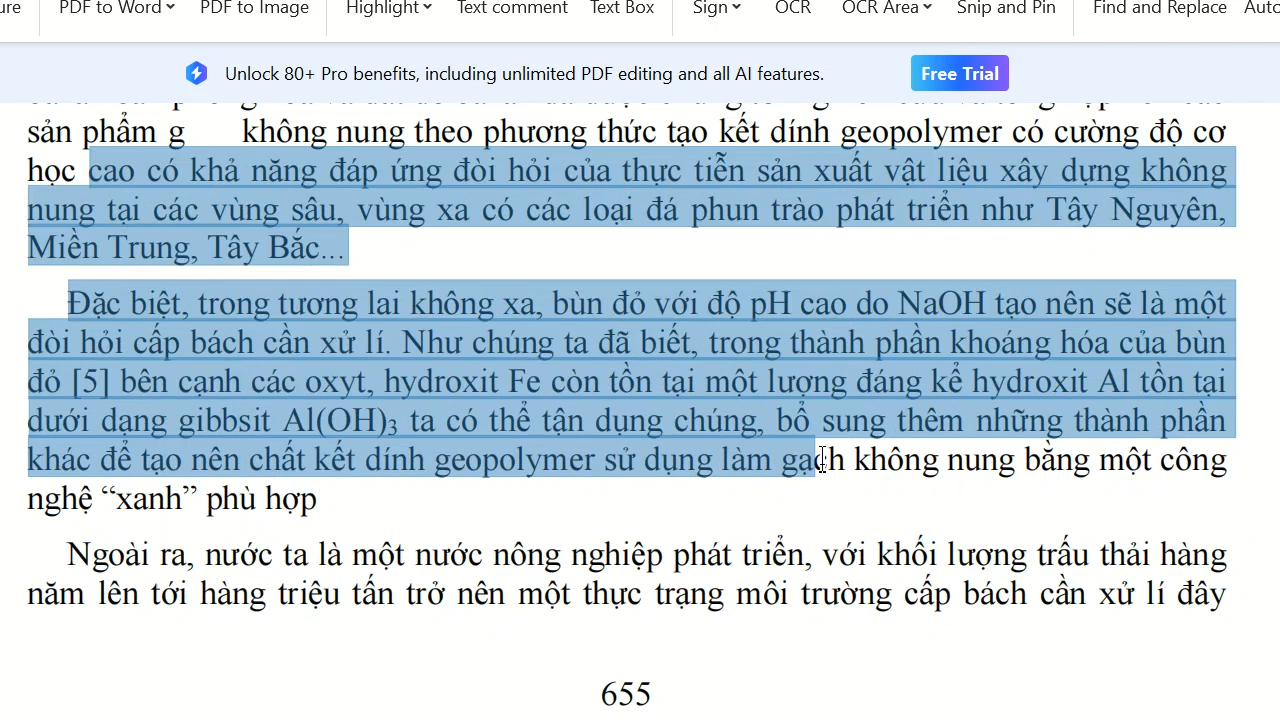 PDF to Word PDF to Image Highlight Text comment Text Box Sign OCR OCR Area Snip and Pin Find and Replace
Unlock 80+ Pro benefits, including unlimited PDF editing and all AI features. Free Trial
sản phẩm g không nung theo phương thức tạo kết dính geopolymer có cường độ cơ
học cao có khả năng đáp ứng đòi hỏi của thực tiễn sản xuất vật liệu xây dựng không
nung tại các vùng sâu, vùng xa có các loại đá phun trào phát triển như Tây Nguyên,
Miền Trung, Tây Bắc...
Đặc biệt, trong tương lai không xa, bùn đỏ với độ pH cao do NaOH tạo nên sẽ là một
đòi hỏi cấp bách cần xử lí. Như chúng ta đã biết, trong thành phần khoáng hóa của bùn
đỏ [5] bên cạnh các oxyt, hydroxit Fe còn tồn tại một lượng đáng kể hydroxit Al tồn tại
dưới dạng gibbsit Al(OH)₃ ta có thể tận dụng chúng, bổ sung thêm những thành phần
khác để tạo nên chất kết dính geopolymer sử dụng làm gạch không nung bằng một công
nghệ “xanh” phù hợp
Ngoài ra, nước ta là một nước nông nghiệp phát triển, với khối lượng trấu thải hàng
năm lên tới hàng triệu tấn trở nên một thực trạng môi trường cấp bách cần xử lí đây
655